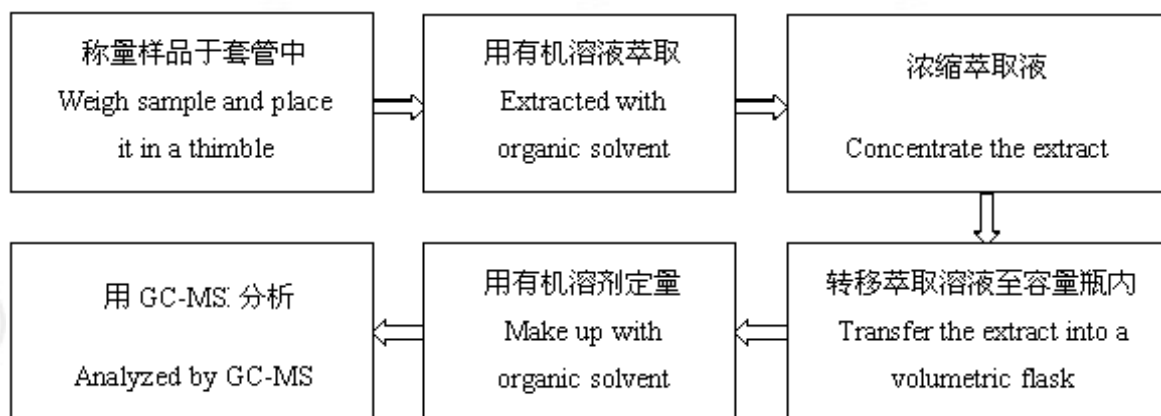 称量样品于套管中
Weigh sample and place
it in a thimble
用有机溶液萃取
Extracted with
organic solvent
浓缩萃取液
Concentrate the extract
转移萃取溶液至容量瓶内
Transfer the extract into a
volumetric flask
用有机溶剂定量
Make up with
organic solvent
用 GC-MS 分析
Analyzed by GC-MS